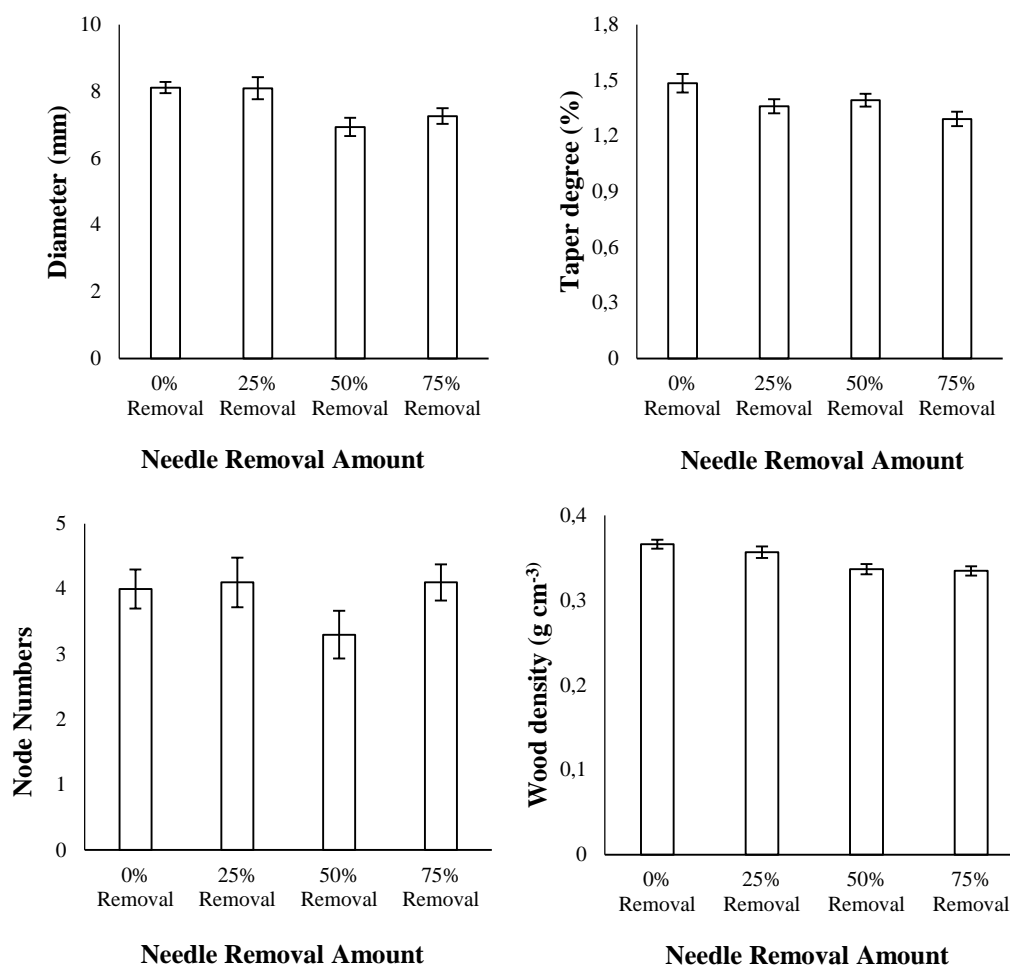 Diameter (mm)
10
8
6
4
2
0
0%
Removal
25%
Removal
50%
Removal
75%
Removal
Needle Removal Amount
Taper degree (%)
1,8
1,5
1,2
0,9
0,6
0,3
0
0%
Removal
25%
Removal
50%
Removal
75%
Removal
Needle Removal Amount
Node Numbers
5
4
3
2
1
0
0%
Removal
25%
Removal
50%
Removal
75%
Removal
Needle Removal Amount
Wood density (g cm⁻³)
0,4
0,3
0,2
0,1
0
0%
Removal
25%
Removal
50%
Removal
75%
Removal
Needle Removal Amount